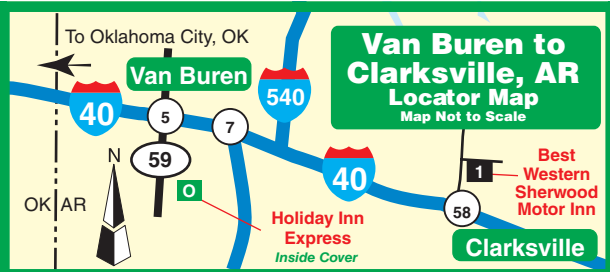 To Oklahoma City, OK
Van Buren to
Clarksville, AR
Locator Map
Map Not to Scale
Van Buren
40
5
540
7
N
59
O
OK
AR
40
1
Best
Western
Sherwood
Motor Inn
58
Holiday Inn
Express
Inside Cover
Clarksville